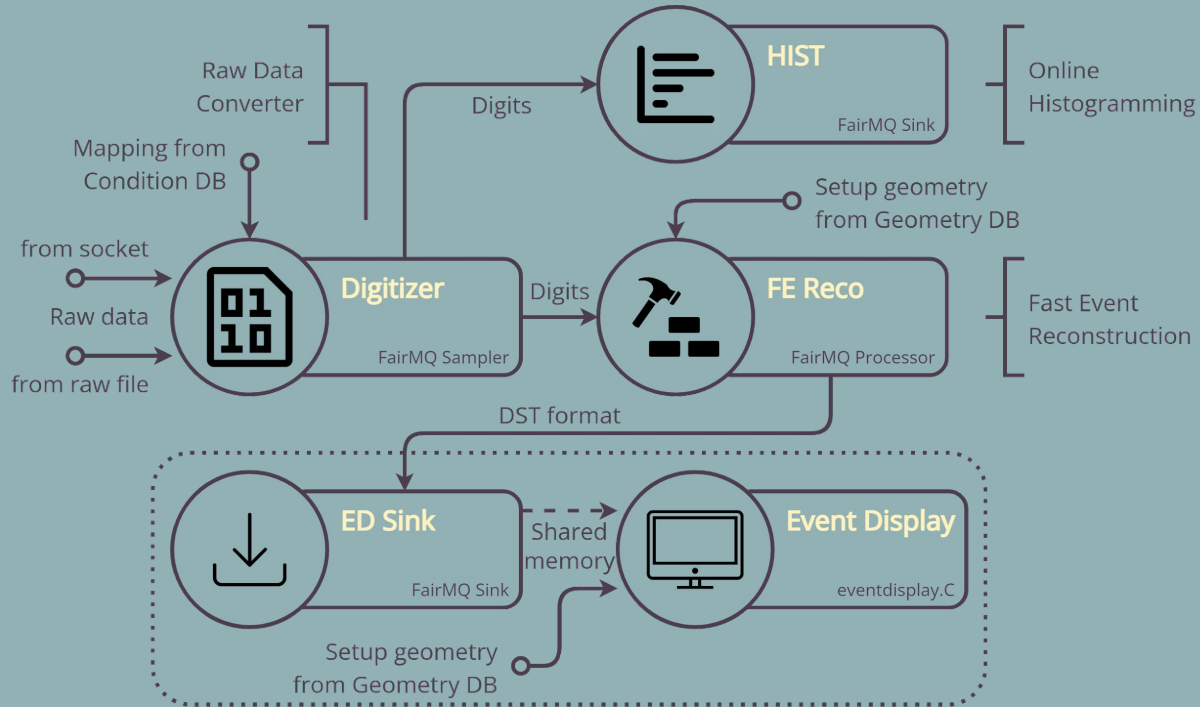 HIST
Raw Data
Converter
Digits
FairMQ Sink
Online
Histogramming
Mapping from
Condition DB
Setup geometry
from Geometry DB
from socket
Raw data
from raw file
01
10
Digitizer
FairMQ Sampler
Digits
FE Reco
FairMQ Processor
Fast Event
Reconstruction
DST format
ED Sink
FairMQ Sink
Shared
memory
Event Display
eventdisplay.C
Setup geometry
from Geometry DB